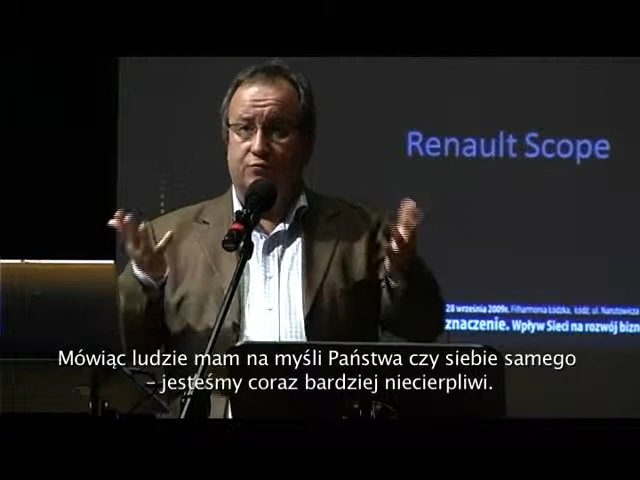 Renault Scope
28 września 2009r. Filharmonia Łódzka, Łódź, ul. Narutowicza
znaczenie. Wpływ Sieci na rozwój bizn
Mówiąc ludzie mam na myśli Państwa czy siebie samego
– jesteśmy coraz bardziej niecierpliwi.